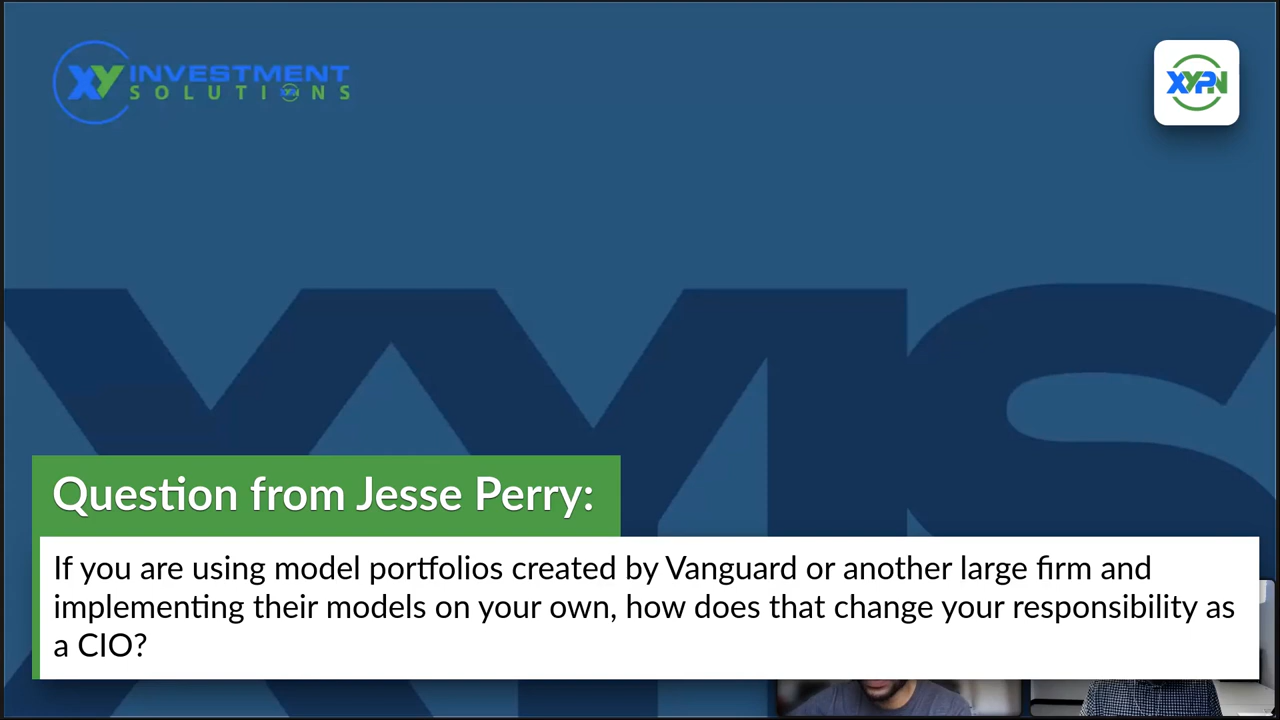 XY INVESTMENT
SOLUTIONS
XYPN
XYIS
Question from Jesse Perry:
If you are using model portfolios created by Vanguard or another large firm and
implementing their models on your own, how does that change your responsibility as
a CIO?